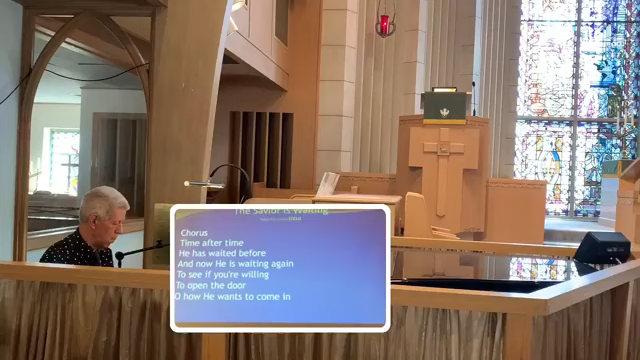 The Savior is Waiting
Chorus
Time after time
He has waited before
And now He is waiting again
To see if you're willing
To open the door
O how He wants to come in